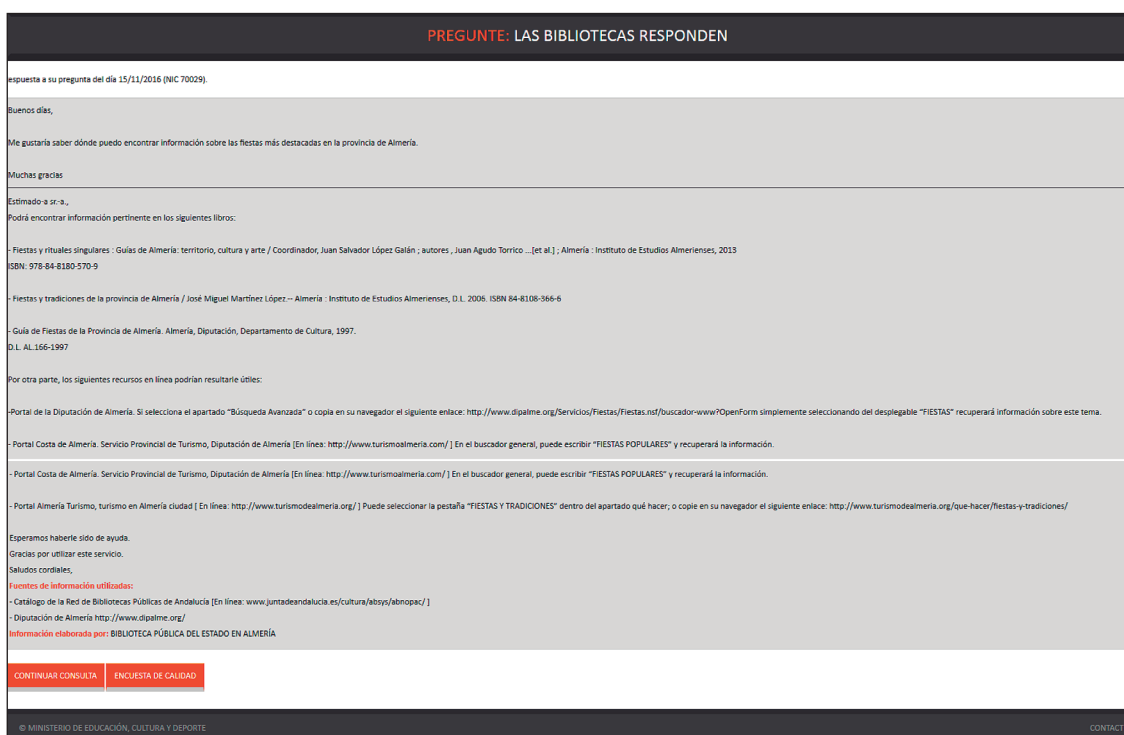 PREGUNTE: LAS BIBLIOTECAS RESPONDEN
espuesta a su pregunta del día 15/11/2016 (NIC 70029).
Buenos días,
Me gustaría saber dónde puedo encontrar información sobre las fiestas más destacadas en la provincia de Almería.
Muchas gracias
Estimado-a sr.-a.,
Podrá encontrar información pertinente en los siguientes libros:
- Fiestas y rituales singulares : Guías de Almería: territorio, cultura y arte / Coordinador, Juan Salvador López Galán ; autores , Juan Agudo Torrico ...[et al.] ; Almería : Instituto de Estudios Almerienses, 2013
ISBN: 978-84-8180-570-9
- Fiestas y tradiciones de la provincia de Almería / José Miguel Martínez López.-- Almería : Instituto de Estudios Almerienses, D.L. 2006. ISBN 84-8108-366-6
- Guía de Fiestas de la Provincia de Almería. Almería, Diputación, Departamento de Cultura, 1997.
D.L. AL.166-1997
Por otra parte, los siguientes recursos en línea podrían resultarle útiles:
-Portal de la Diputación de Almería. Si selecciona el apartado “Búsqueda Avanzada” o copia en su navegador el siguiente enlace: http://www.dipalme.org/Servicios/Fiestas/Fiestas.nsf/buscador-www?OpenForm simplemente seleccionando del desplegable “FIESTAS” recuperará información sobre este tema.
- Portal Costa de Almería. Servicio Provincial de Turismo, Diputación de Almería [En línea: http://www.turismoalmeria.com/ ] En el buscador general, puede escribir “FIESTAS POPULARES” y recuperará la información.
- Portal Costa de Almería. Servicio Provincial de Turismo, Diputación de Almería [En línea: http://www.turismoalmeria.com/ ] En el buscador general, puede escribir “FIESTAS POPULARES” y recuperará la información.
- Portal Almería Turismo, turismo en Almería ciudad [ En línea: http://www.turismodealmeria.org/ ] Puede seleccionar la pestaña “FIESTAS Y TRADICIONES” dentro del apartado qué hacer; o copie en su navegador el siguiente enlace: http://www.turismodealmeria.org/que-hacer/fiestas-y-tradiciones/
Esperamos haberle sido de ayuda.
Gracias por utilizar este servicio.
Saludos cordiales,
Fuentes de información utilizadas:
- Catálogo de la Red de Bibliotecas Públicas de Andalucía [En línea: www.juntadeandalucia.es/cultura/absys/abnopac/ ]
- Diputación de Almería http://www.dipalme.org/
Información elaborada por: BIBLIOTECA PÚBLICA DEL ESTADO EN ALMERÍA
CONTINUAR CONSULTA ENCUESTA DE CALIDAD
© MINISTERIO DE EDUCACIÓN, CULTURA Y DEPORTE CONTACT